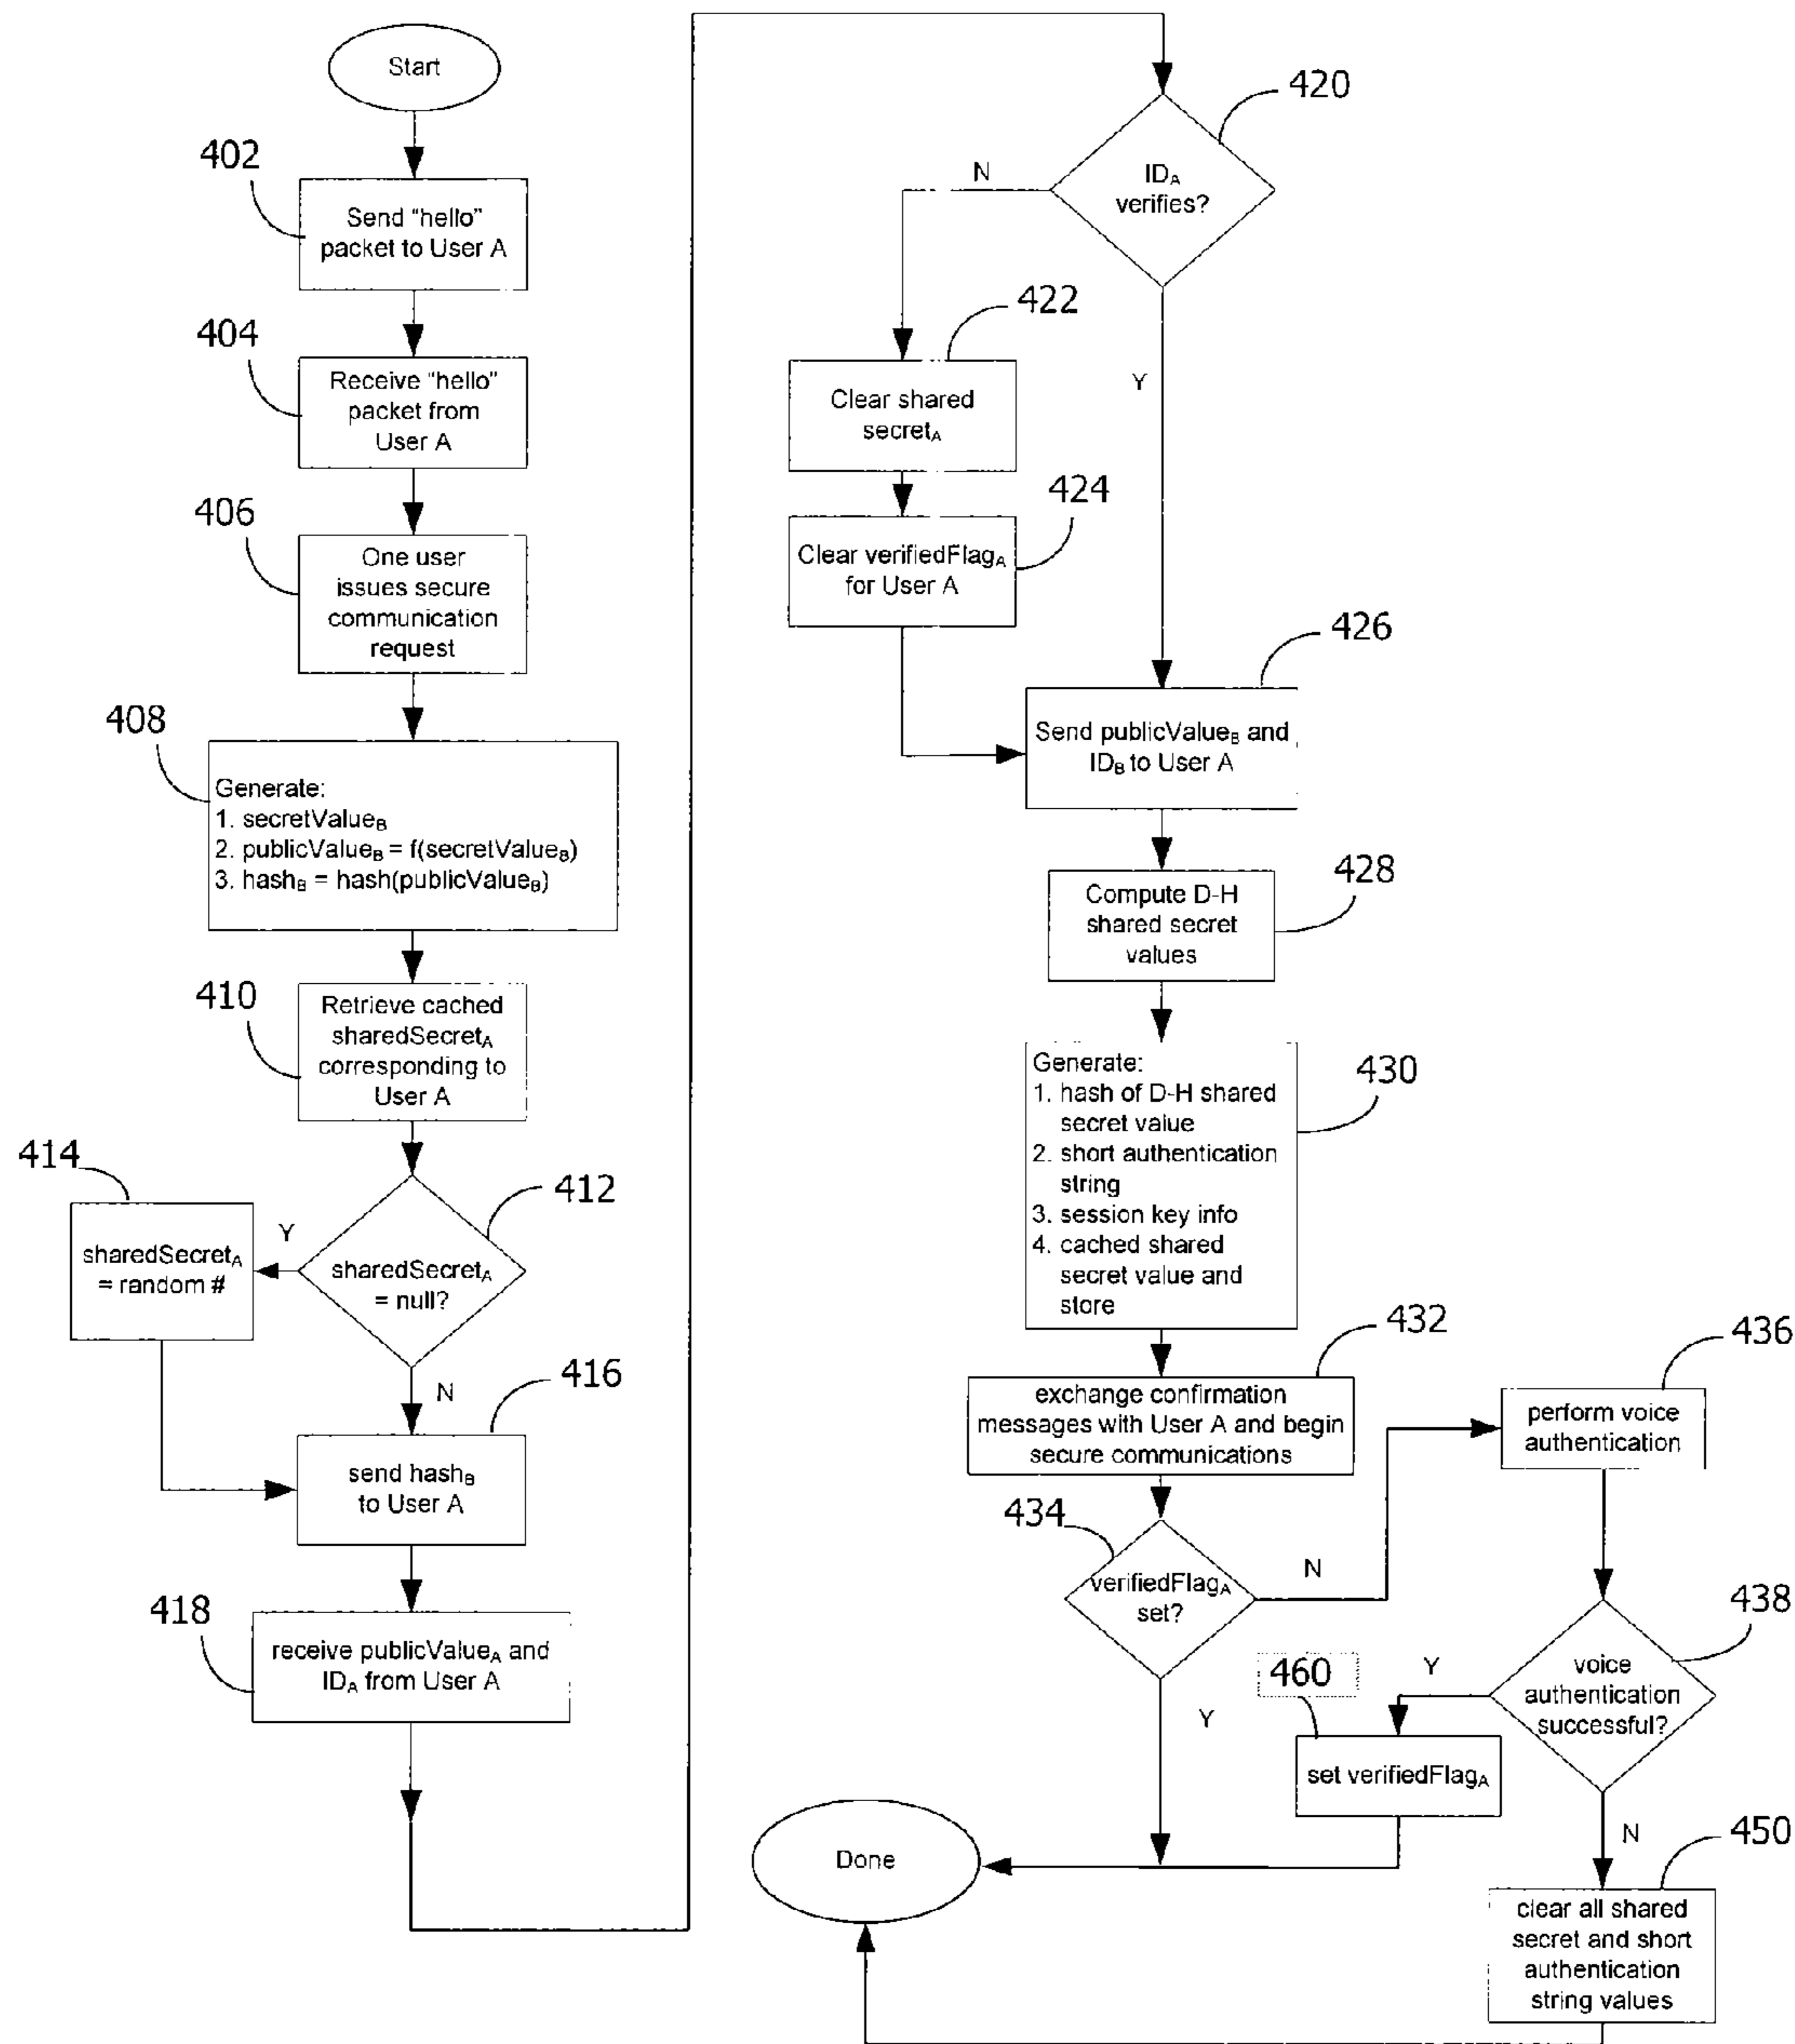 Start
402
Send "hello"
packet to User A
404
Receive "hello"
packet from
User A
406
One user
issues secure
communication
request
408
Generate:
1. secretValueB
2. publicValueB = f(secretValueB)
3. hashB = hash(publicValueB)
410
Retrieve cached
sharedSecretA
corresponding to
User A
412
sharedSecretA
= null?
Y
414
sharedSecretA
= random #
N
416
send hashB
to User A
418
receive publicValueA and
IDA from User A
420
IDA
verifies?
N
422
Clear shared
secretA
424
Clear verifiedFlagA
for User A
Y
426
Send publicValueB and
IDB to User A
428
Compute D-H
shared secret
values
430
Generate:
1. hash of D-H shared
secret value
2. short authentication
string
3. session key info
4. cached shared
secret value and
store
432
exchange confirmation
messages with User A and begin
secure communications
434
verifiedFlagA
set?
N
Y
436
perform voice
authentication
438
voice
authentication
successful?
Y
460
set verifiedFlagA
N
450
clear all shared
secret and short
authentication
string values
Done